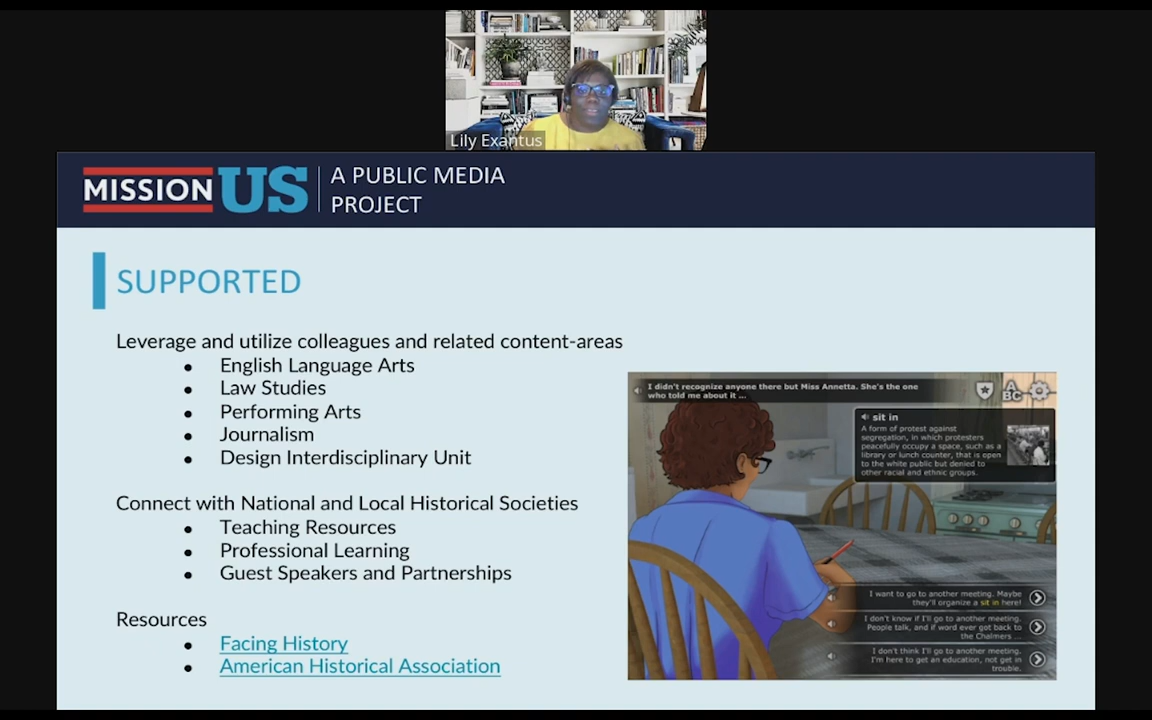 Lily Exantus
MISSION US
A PUBLIC MEDIA
PROJECT
SUPPORTED
Leverage and utilize colleagues and related content-areas
● English Language Arts
● Law Studies
● Performing Arts
● Journalism
● Design Interdisciplinary Unit
Connect with National and Local Historical Societies
● Teaching Resources
● Professional Learning
● Guest Speakers and Partnerships
Resources
● Facing History
● American Historical Association
I didn't recognize anyone there but Miss Annetta. She's the one
who told me about it ...
A
BC
sit in
A form of protest against
segregation, in which protesters
peacefully occupy a space, such as a
library or lunch counter, that is open
to the white public but denied to
other racial and ethnic groups.
I want to go to another meeting. Maybe
they'll organize a sit in here!
I don't know if I'll go to another meeting.
People talk, and if word ever got back to
the Chalmers ...
I don't think I'll go to another meeting.
I'm here to get an education, not get in
trouble.